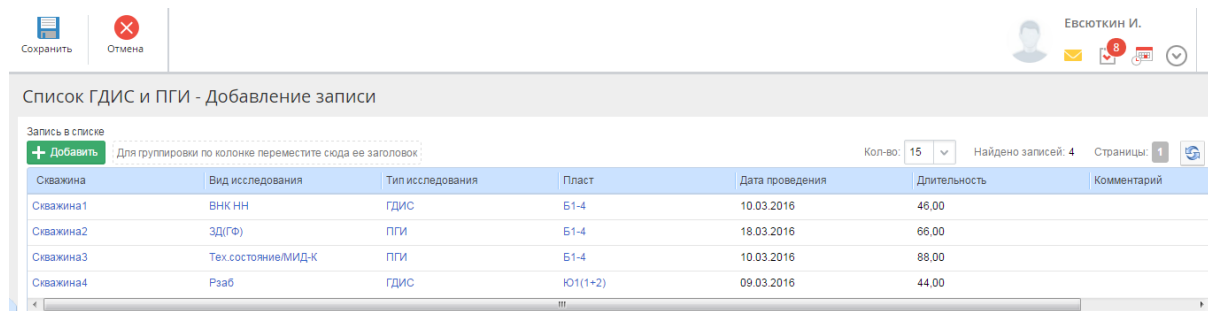 Евсюткин И.
Сохранить Отмена 8
Список ГДИС и ПГИ - Добавление записи
Запись в списке
Добавить Для группировки по колонке переместите сюда ее заголовок Кол-во: 15 Найдено записей: 4 Страницы: 1
Скважина Вид исследования Тип исследования Пласт Дата проведения Длительность Комментарий
Скважина1 ВНК НН ГДИС Б1-4 10.03.2016 46,00
Скважина2 ЗД(ГФ) ПГИ Б1-4 18.03.2016 66,00
Скважина3 Тех.состояние/МИД-К ПГИ Б1-4 10.03.2016 88,00
Скважина4 Рзаб ГДИС Ю1(1+2) 09.03.2016 44,00